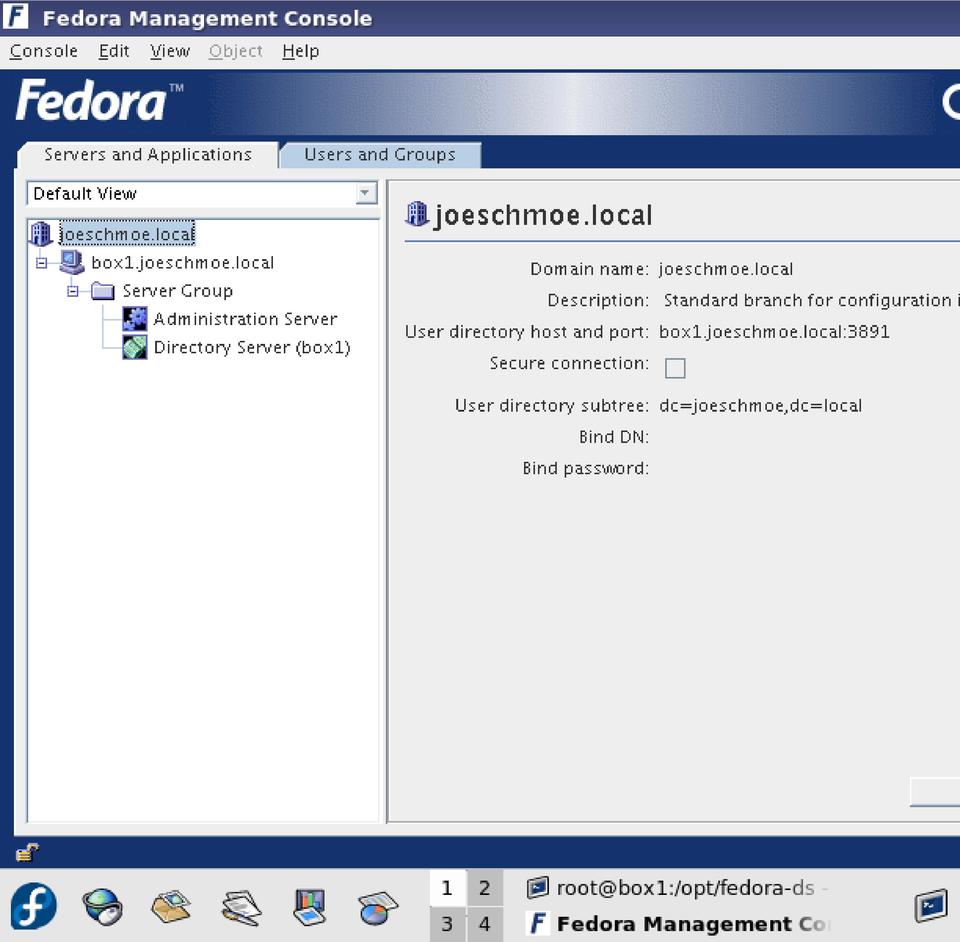 Fedora Management Console
Console Edit View Object Help
Fedora™
Servers and Applications Users and Groups
Default View
joeschmoe.local
box1.joeschmoe.local
Server Group
Administration Server
Directory Server (box1)
joeschmoe.local
Domain name: joeschmoe.local
Description: Standard branch for configuration
User directory host and port: box1.joeschmoe.local:3891
Secure connection:
User directory subtree: dc=joeschmoe,dc=local
Bind DN:
Bind password:
1 2
3 4
root@box1:/opt/fedora-ds -
Fedora Management Co